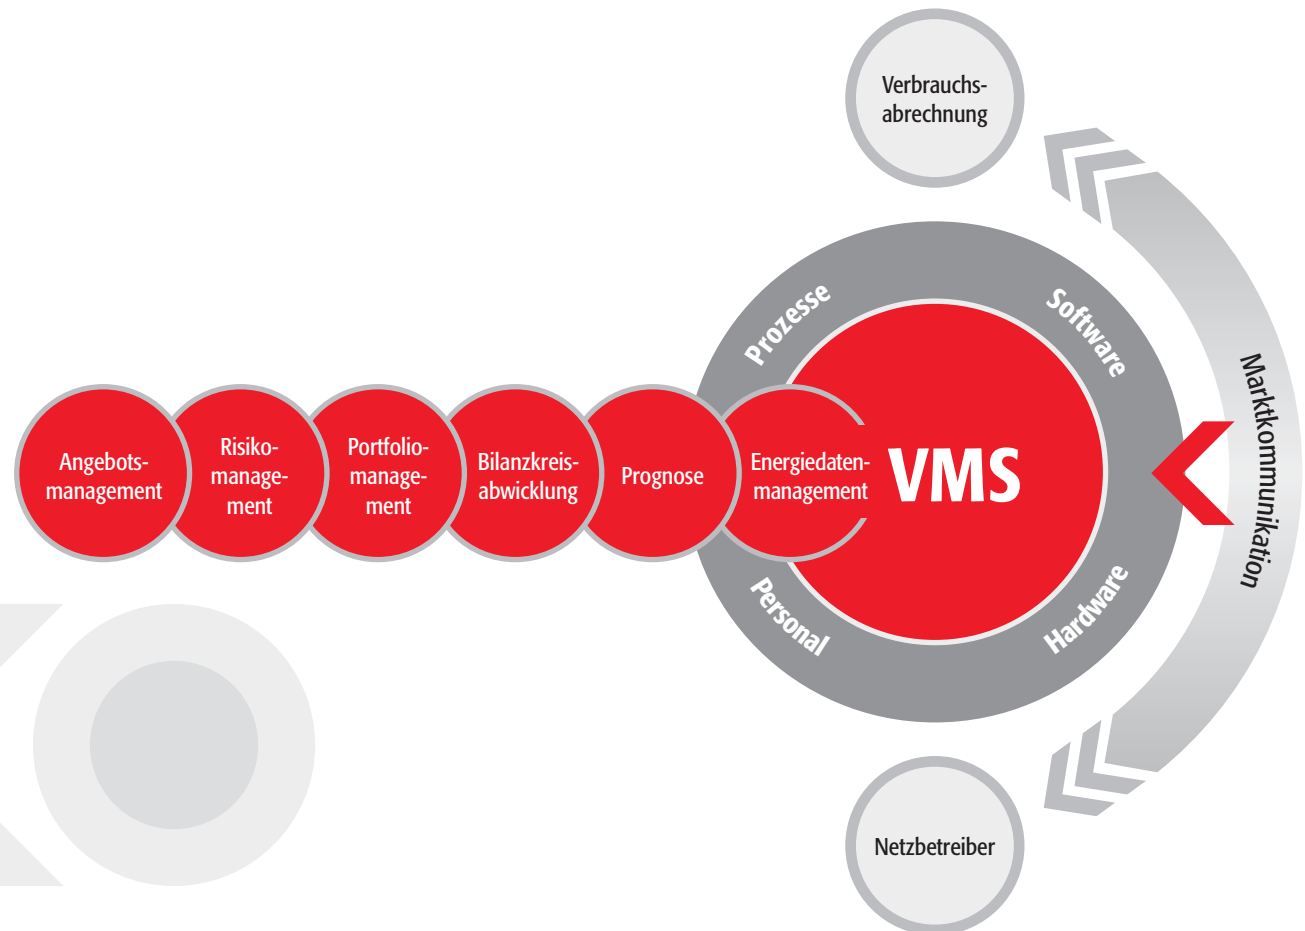 Verbrauchs-
abrechnung
Prozesse
Software
Marktkommunikation
Angebots-
management
Risiko-
manage-
ment
Portfolio-
manage-
ment
Bilanzkreis-
abwicklung
Prognose
Energiedaten-
management
VMS
Personal
Hardware
Netzbetreiber